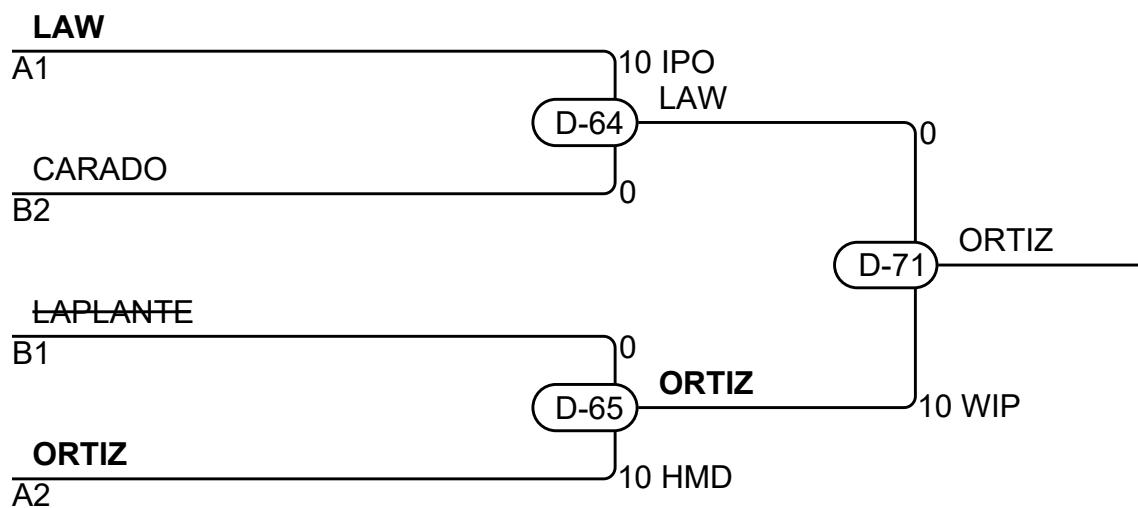 LAW
A1
10 IPO
LAW
D-64
0
CARADO
0
B2
ORTIZ
D-71
LAPLANTE
B1
0
ORTIZ
D-65
10 WIP
ORTIZ
10 HMD
A2